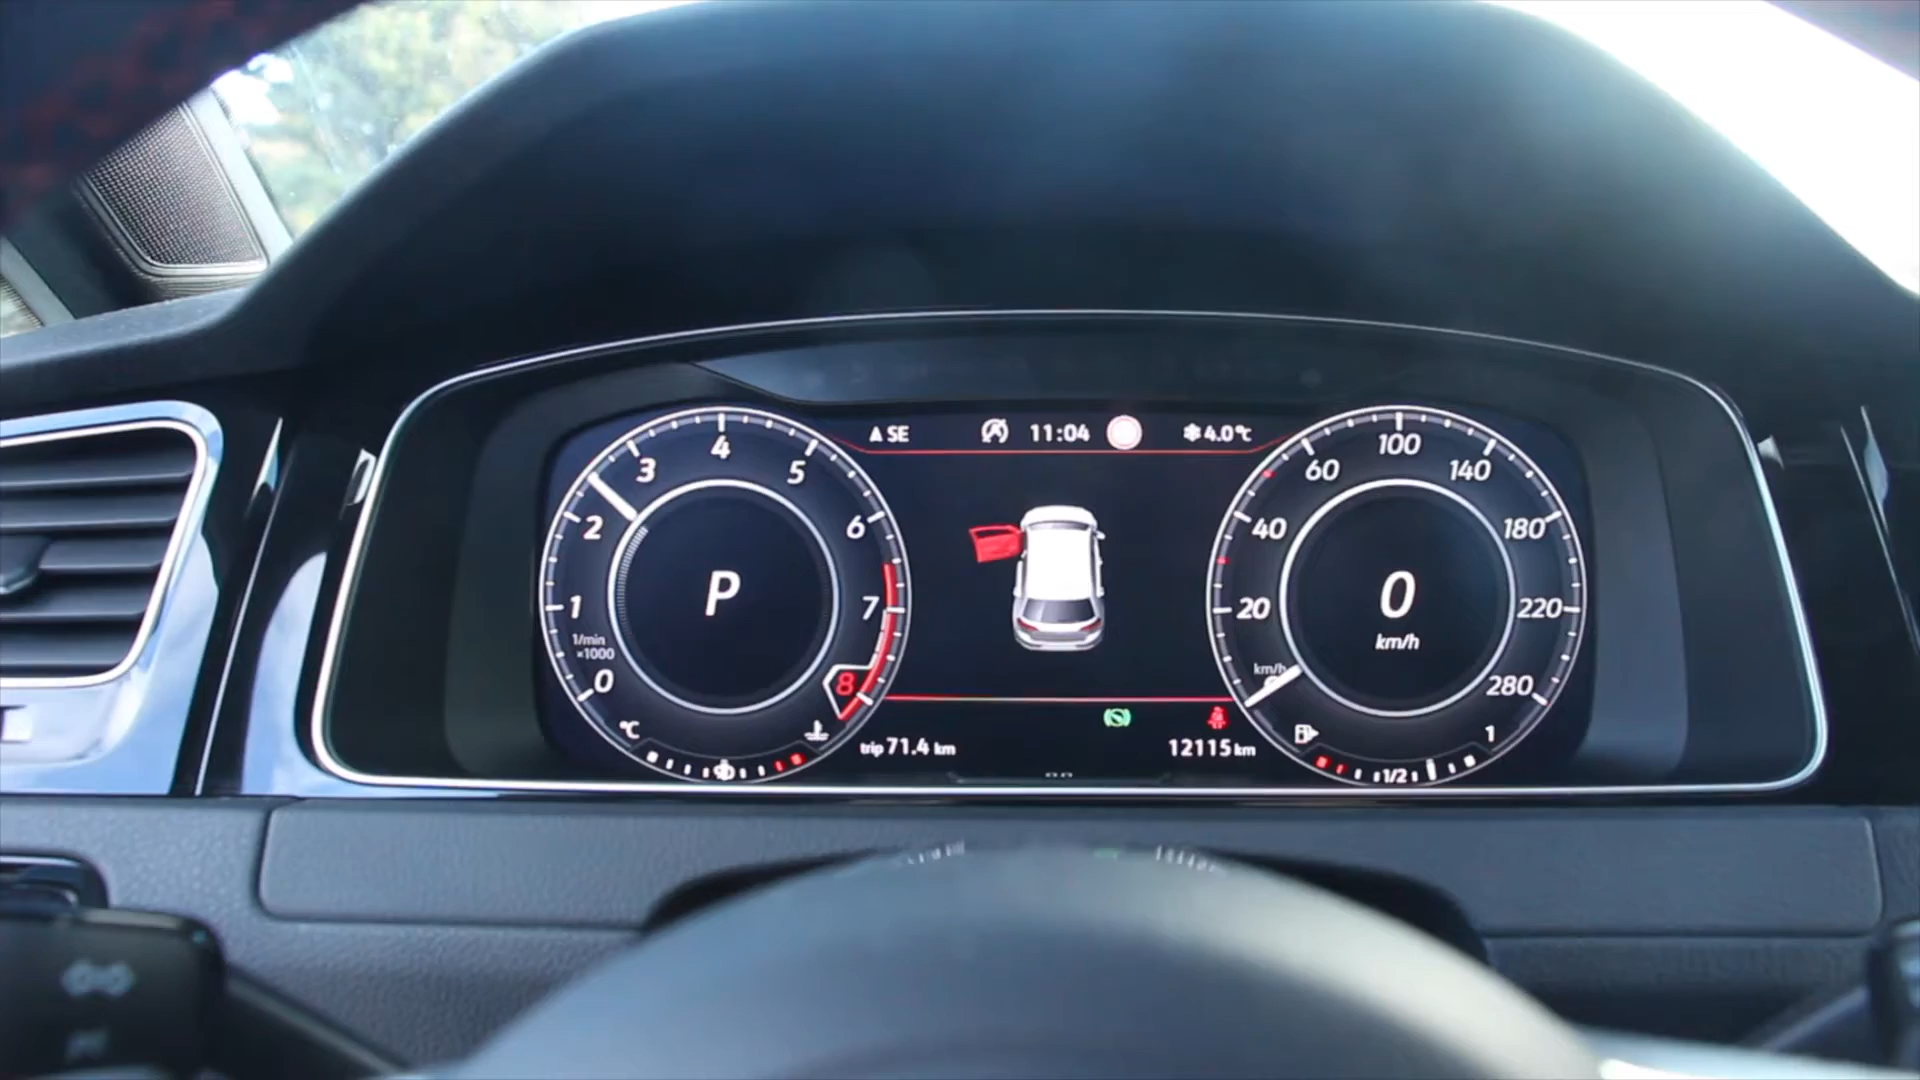 SE 11:04 4.0°C
0 1 2 3 4 5 6 7 8
1/min
×1000
P
°C
trip 71.4 km
12115 km
20 40 60 100 140 180 220 280
km/h
0
km/h
1/2 1